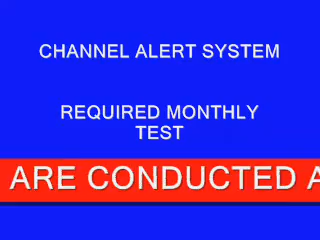 CHANNEL ALERT SYSTEM
REQUIRED MONTHLY
TEST
ARE CONDUCTED A